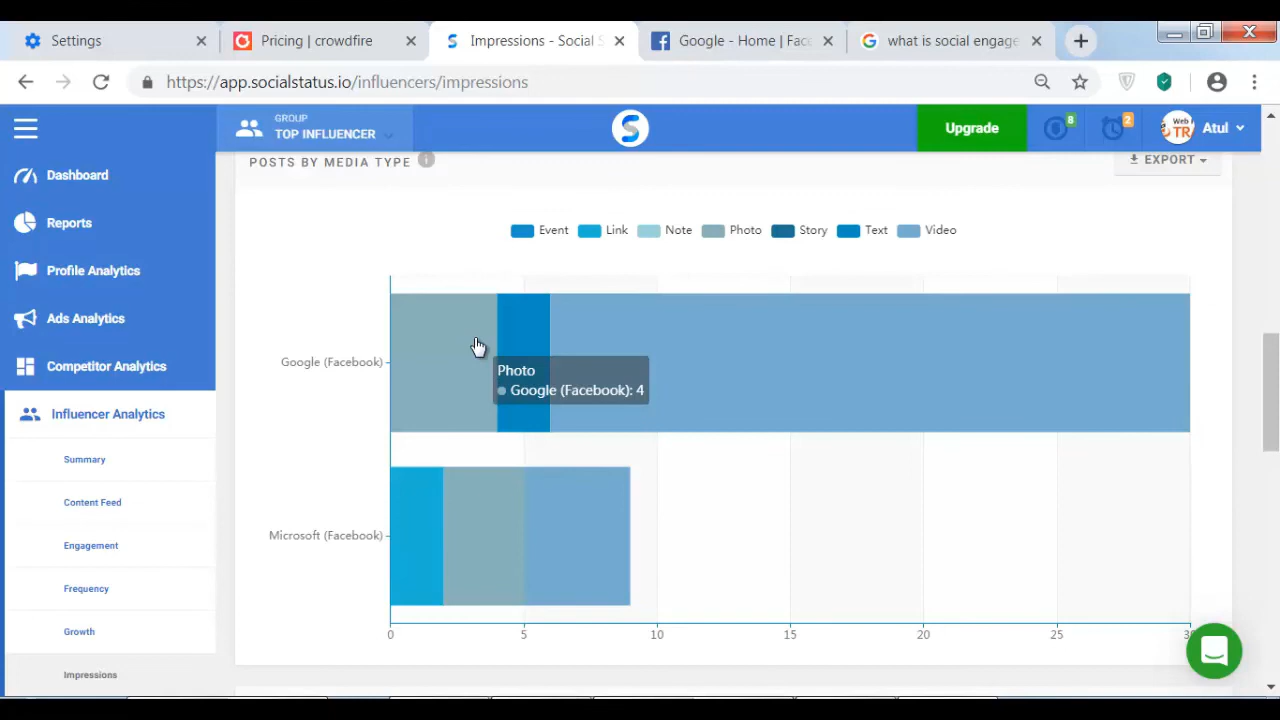 Settings
Pricing | crowdfire
Impressions - Social S
Google - Home | Fac
what is social engage
https://app.socialstatus.io/influencers/impressions
GROUP
TOP INFLUENCER
S
Upgrade
8
2
Web
TR
Atul
Dashboard
Reports
Profile Analytics
Ads Analytics
Competitor Analytics
Influencer Analytics
Summary
Content Feed
Engagement
Frequency
Growth
Impressions
POSTS BY MEDIA TYPE
EXPORT
Event Link Note Photo Story Text Video
Google (Facebook)
Photo
Google (Facebook): 4
Microsoft (Facebook)
0 5 10 15 20 25